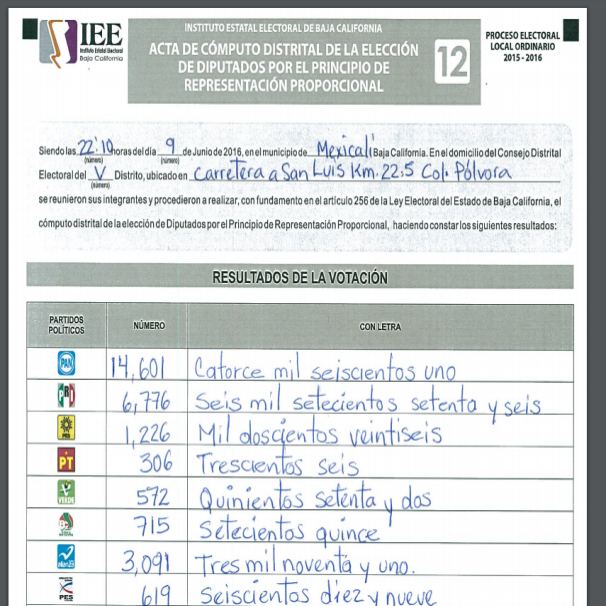 IEE
Instituto Estatal Electoral
Baja California
INSTITUTO ESTATAL ELECTORAL DE BAJA CALIFORNIA
ACTA DE CÓMPUTO DISTRITAL DE LA ELECCIÓN
DE DIPUTADOS POR EL PRINCIPIO DE
REPRESENTACIÓN PROPORCIONAL
12
PROCESO ELECTORAL
LOCAL ORDINARIO
2015 - 2016
Siendo las 22:10 horas del día 9 de Junio de 2016, en el municipio de Mexicali Baja California. En el domicilio del Consejo Distrital
(número) (número)
Electoral del V Distrito, ubicado en Carretera a San Luis Km. 22.5 Col. Pólvora
(número)
se reunieron sus integrantes y procedieron a realizar, con fundamento en el artículo 256 de la Ley Electoral del Estado de Baja California, el
cómputo distrital de la elección de Diputados por el Principio de Representación Proporcional, haciendo constar los siguientes resultados:
RESULTADOS DE LA VOTACIÓN
PARTIDOS POLÍTICOS NÚMERO CON LETRA
PAN 14,601 Catorce mil seiscientos uno
PRD 6,776 Seis mil setecientos setenta y seis
PRD 1,226 Mil doscientos veintiseis
PT 306 Trescientos seis
VERDE 572 Quinientos setenta y dos
715 Setecientos quince
3,091 Tres mil noventa y uno.
PES 619 Seiscientos diez y nueve